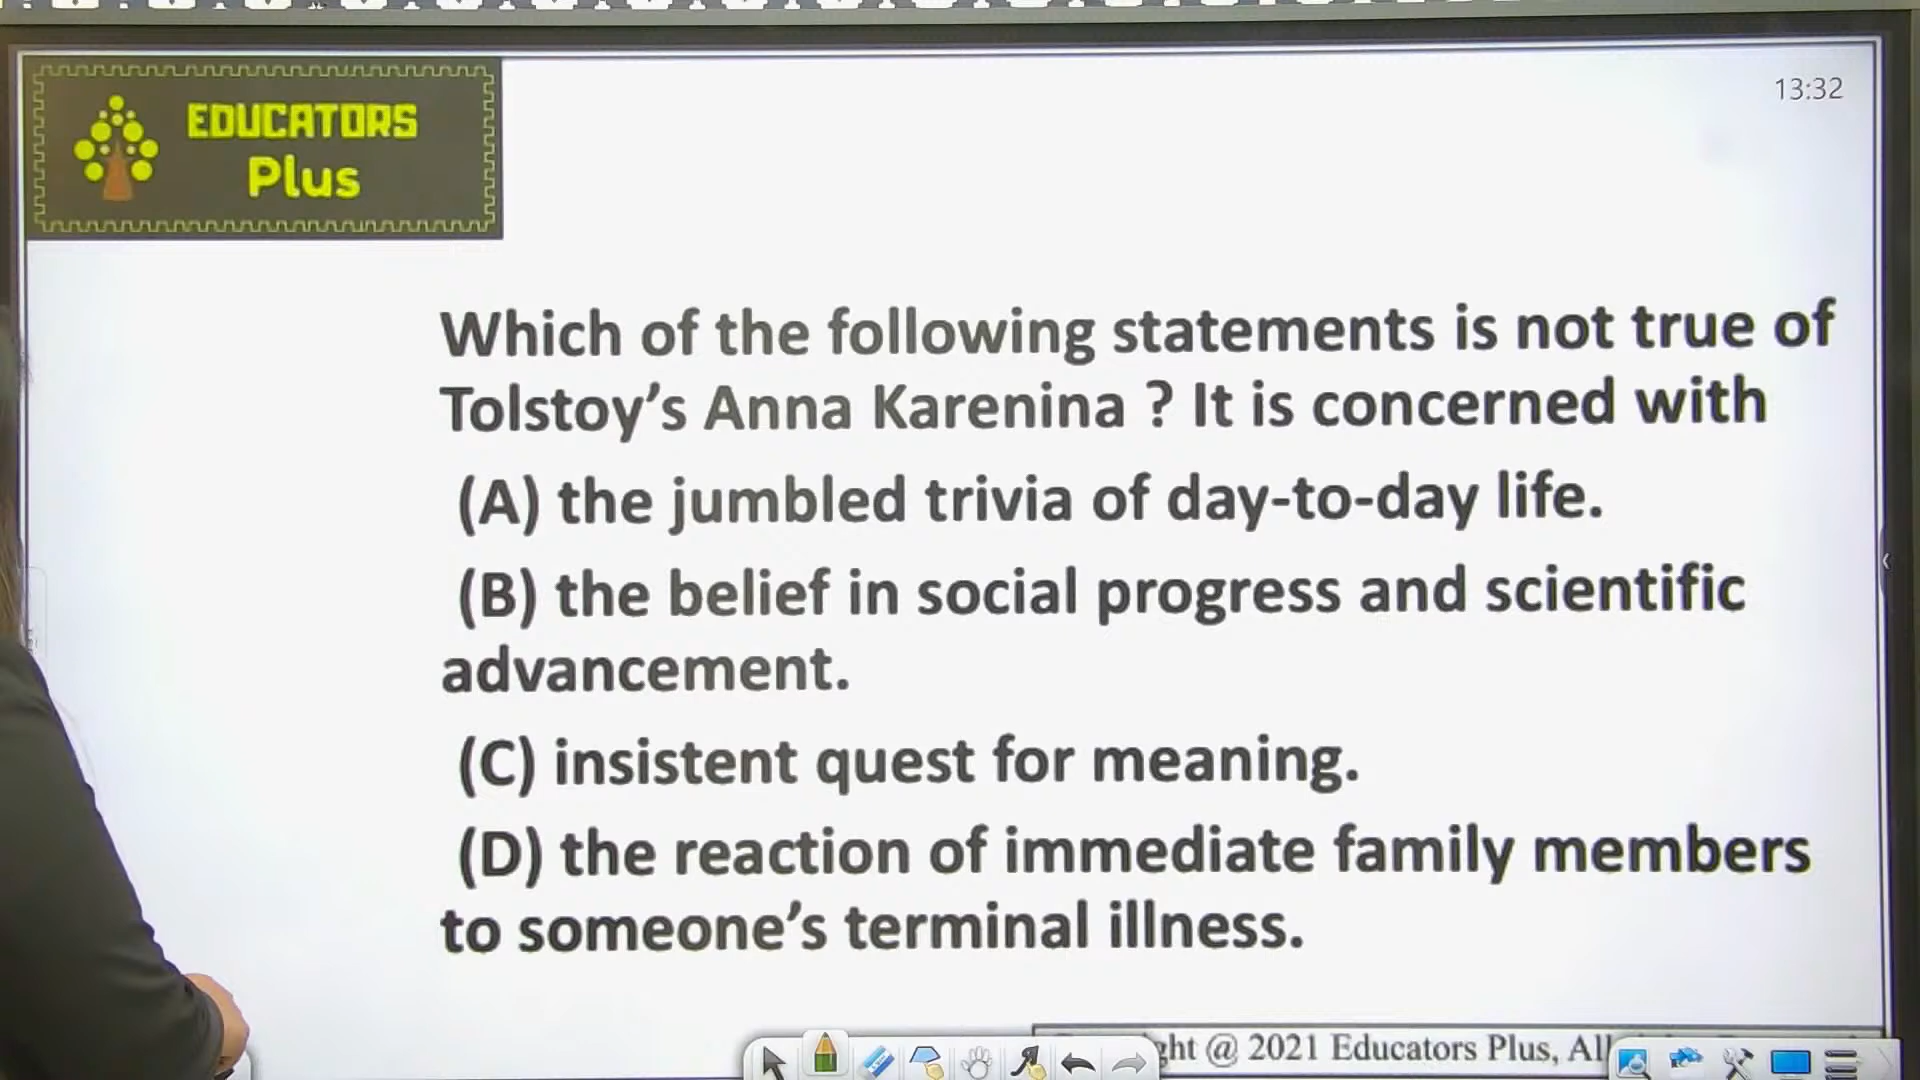 EDUCATORS
Plus
13:32
Which of the following statements is not true of
Tolstoy's Anna Karenina ? It is concerned with
(A) the jumbled trivia of day-to-day life.
(B) the belief in social progress and scientific
advancement.
(C) insistent quest for meaning.
(D) the reaction of immediate family members
to someone's terminal illness.
@ 2021 Educators Plus,